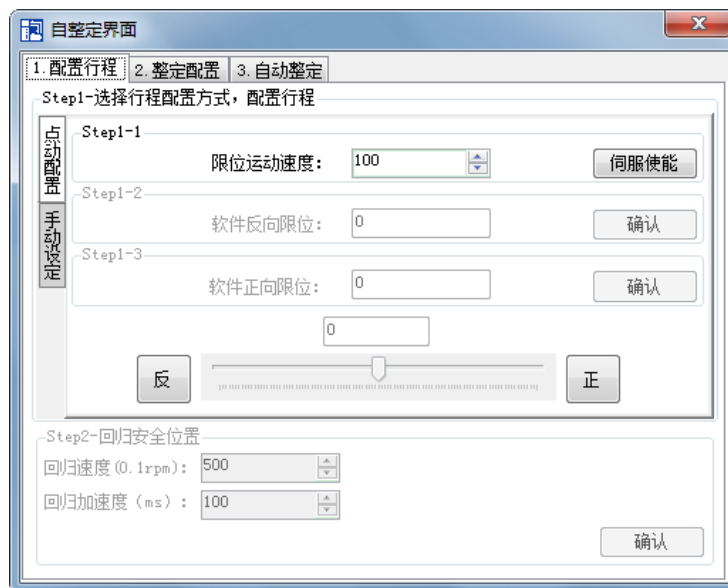 自整定界面
1.配置行程 2.整定配置 3.自动整定
Step1-选择行程配置方式，配置行程
点动配置
手动设定
Step1-1
限位运动速度： 100 伺服使能
Step1-2
软件反向限位： 0 确认
Step1-3
软件正向限位： 0 确认
0
反 正
Step2-回归安全位置
回归速度(0.1rpm)： 500
回归加速度（ms）： 100
确认